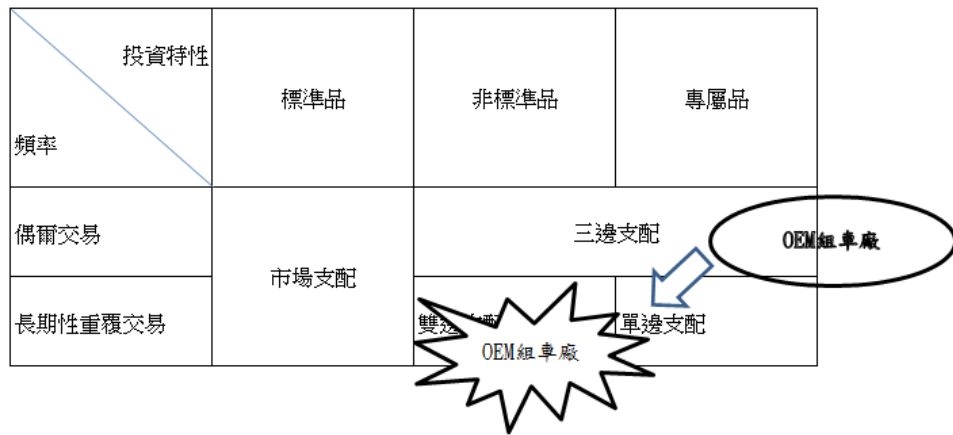 投資特性
頻率
標準品
非標準品
專屬品
偶爾交易
市場支配
三邊支配
OEM組車廠
長期性重覆交易
雙邊
單邊支配
OEM組車廠